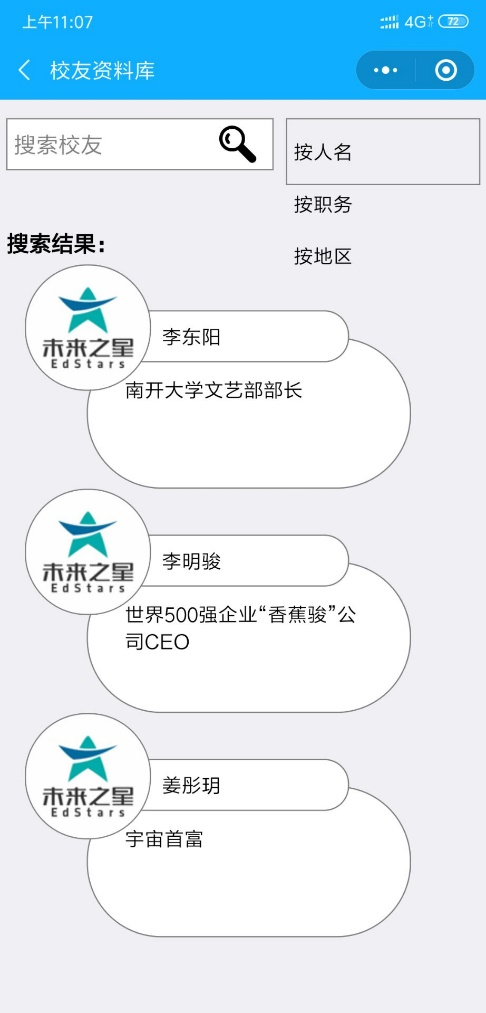 上午11:07
4G
72
校友资料库
搜索校友
按人名
按职务
按地区
搜索结果：
未来之星
EdStars
李东阳
南开大学文艺部部长
未来之星
EdStars
李明骏
世界500强企业“香蕉骏”公
司CEO
未来之星
EdStars
姜彤玥
宇宙首富